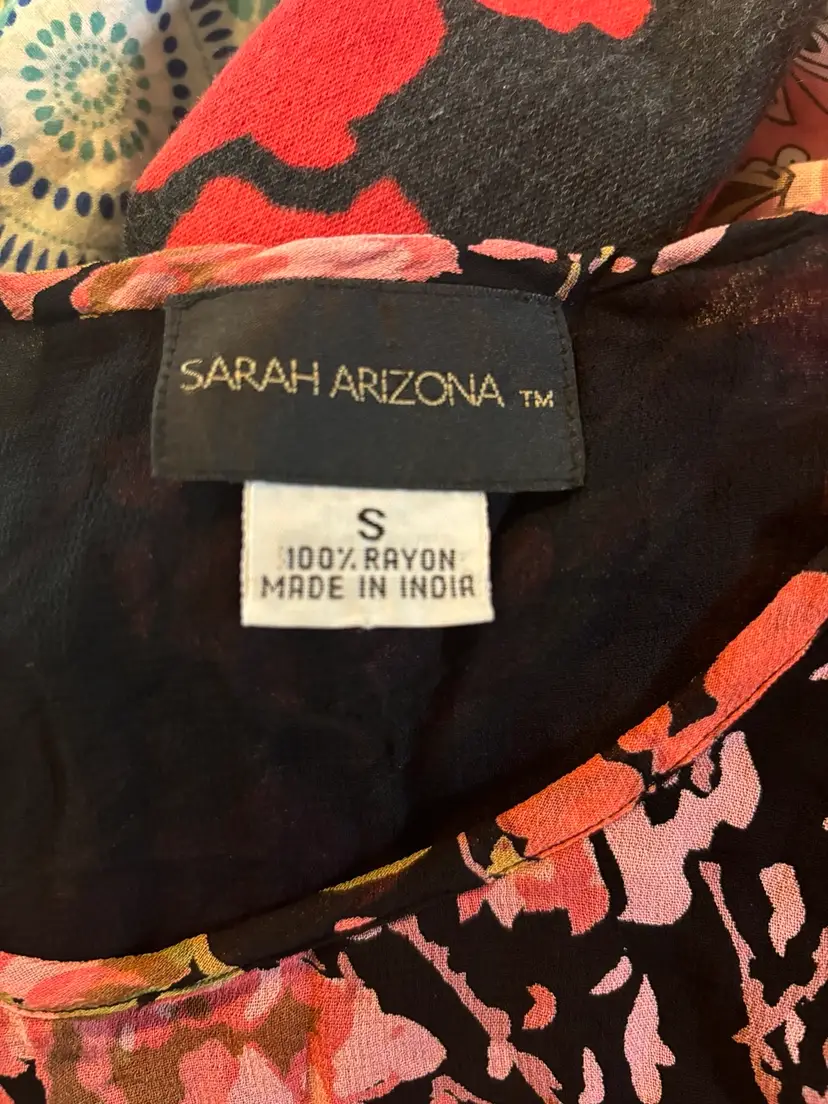 SARAH ARIZONA ™
S
100% RAYON
MADE IN INDIA